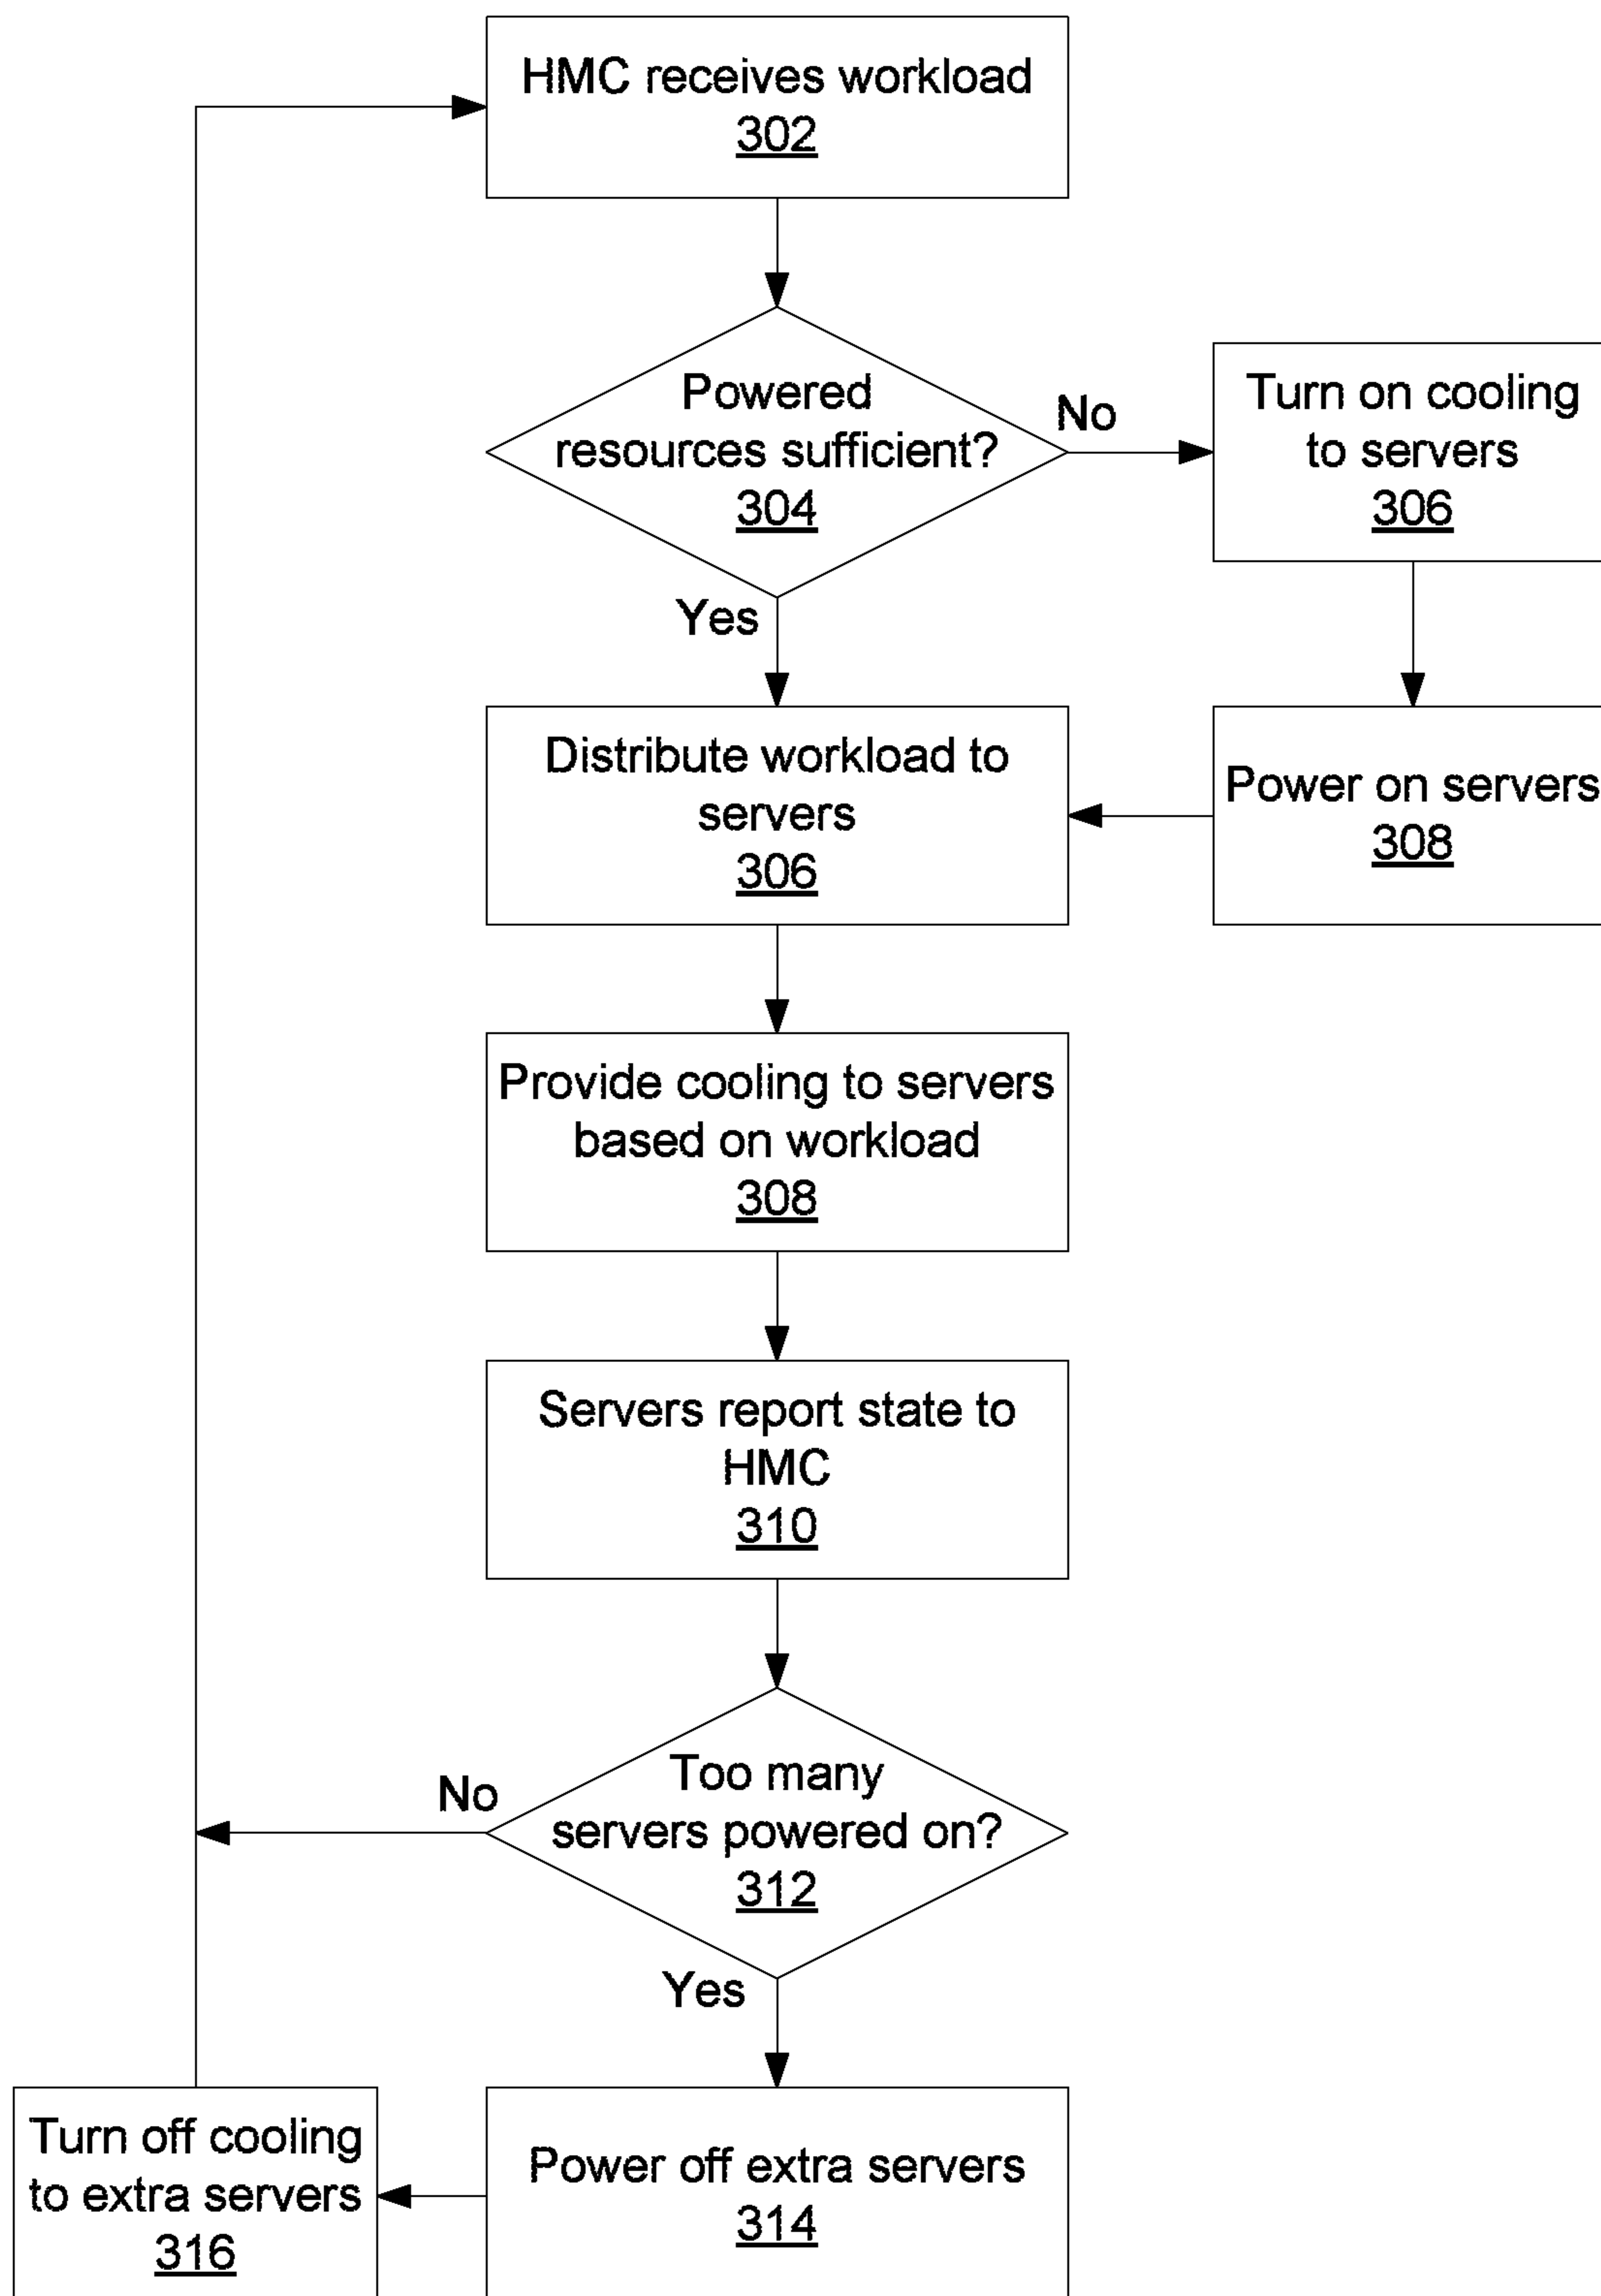 HMC receives workload
302
Powered
resources sufficient?
304
No
Yes
Turn on cooling
to servers
306
Power on servers
308
Distribute workload to
servers
306
Provide cooling to servers
based on workload
308
Servers report state to
HMC
310
Too many
servers powered on?
312
No
Yes
Power off extra servers
314
Turn off cooling
to extra servers
316